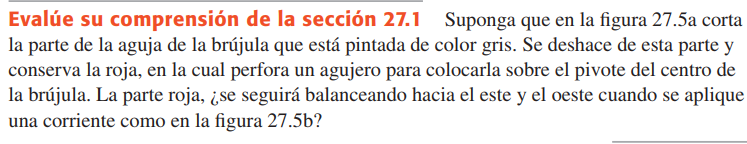 Evalúe su comprensión de la sección 27.1 Suponga que en la figura 27.5a corta
la parte de la aguja de la brújula que está pintada de color gris. Se deshace de esta parte y
conserva la roja, en la cual perfora un agujero para colocarla sobre el pivote del centro de
la brújula. La parte roja, ¿se seguirá balanceando hacia el este y el oeste cuando se aplique
una corriente como en la figura 27.5b?